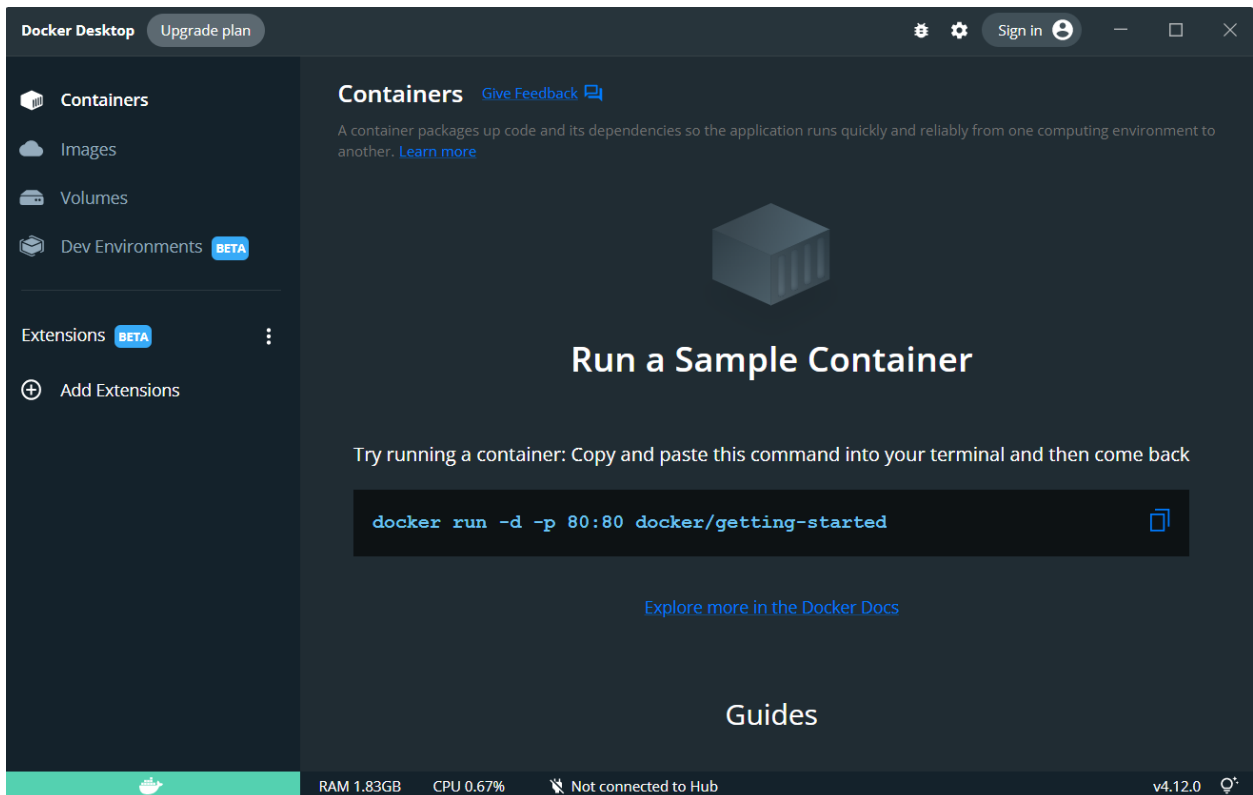 Docker Desktop Upgrade plan Sign in
Containers
Images
Volumes
Dev Environments BETA
Extensions BETA
Add Extensions
Containers Give Feedback
A container packages up code and its dependencies so the application runs quickly and reliably from one computing environment to
another. Learn more
Run a Sample Container
Try running a container: Copy and paste this command into your terminal and then come back
docker run -d -p 80:80 docker/getting-started
Explore more in the Docker Docs
Guides
RAM 1.83GB CPU 0.67% Not connected to Hub v4.12.0